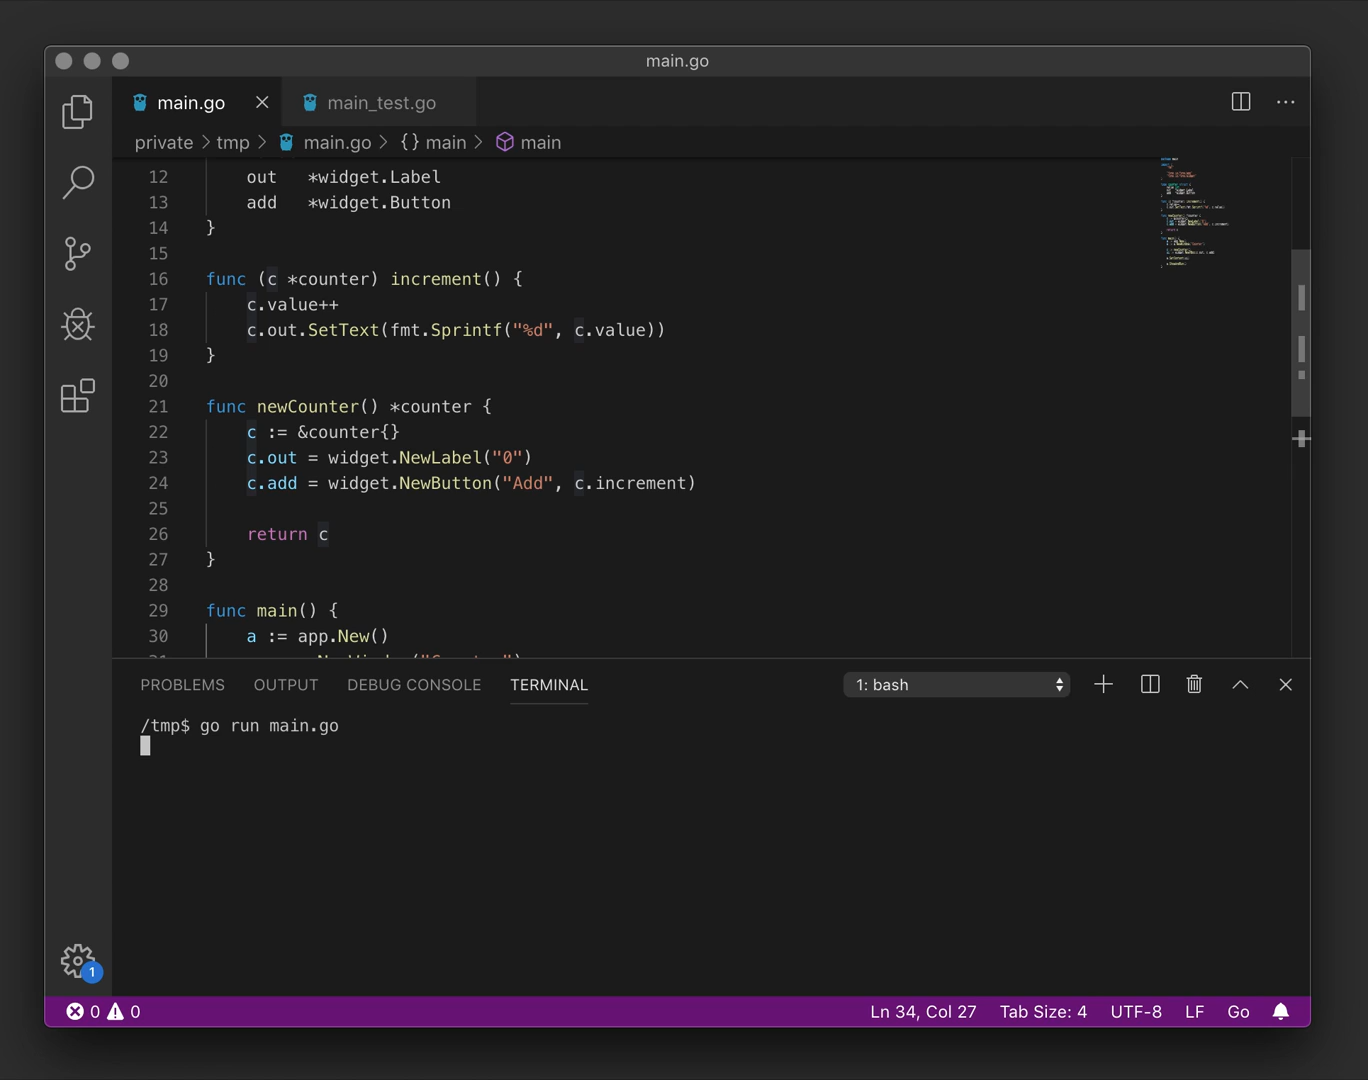 main.go
main.go
main_test.go
private > tmp > main.go > {} main > main
12 out *widget.Label
13 add *widget.Button
14 }
15
16 func (c *counter) increment() {
17 c.value++
18 c.out.SetText(fmt.Sprintf("%d", c.value))
19 }
20
21 func newCounter() *counter {
22 c := &counter{}
23 c.out = widget.NewLabel("0")
24 c.add = widget.NewButton("Add", c.increment)
25
26 return c
27 }
28
29 func main() {
30 a := app.New()
PROBLEMS OUTPUT DEBUG CONSOLE TERMINAL 1: bash
/tmp$ go run main.go
1
0 0 Ln 34, Col 27 Tab Size: 4 UTF-8 LF Go